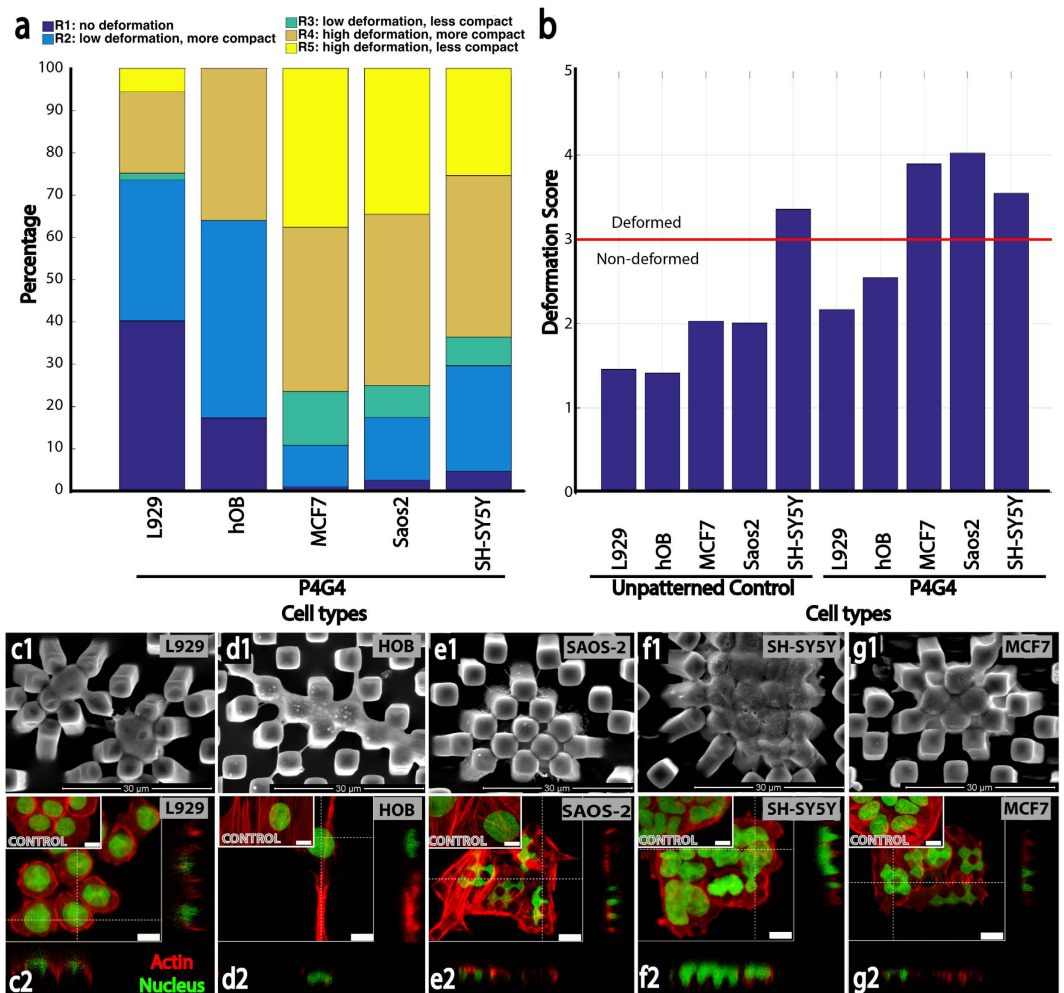 a
R1: no deformation
R2: low deformation, more compact
R3: low deformation, less compact
R4: high deformation, more compact
R5: high deformation, less compact
Percentage
100
90
80
70
60
50
40
30
20
10
0
L929
hOB
MCF7
Saos2
SH-SY5Y
P4G4
Cell types
b
Deformation Score
5
4
3
2
1
0
Deformed
Non-deformed
L929
hOB
MCF7
Saos2
SH-SY5Y
L929
hOB
MCF7
Saos2
SH-SY5Y
Unpatterned Control
P4G4
Cell types
c1
L929
30 µm
d1
HOB
30 µm
e1
SAOS-2
30 µm
f1
SH-SY5Y
30 µm
g1
MCF7
30 µm
CONTROL
L929
Actin
Nucleus
c2
CONTROL
HOB
d2
CONTROL
SAOS-2
e2
CONTROL
SH-SY5Y
f2
CONTROL
MCF7
g2